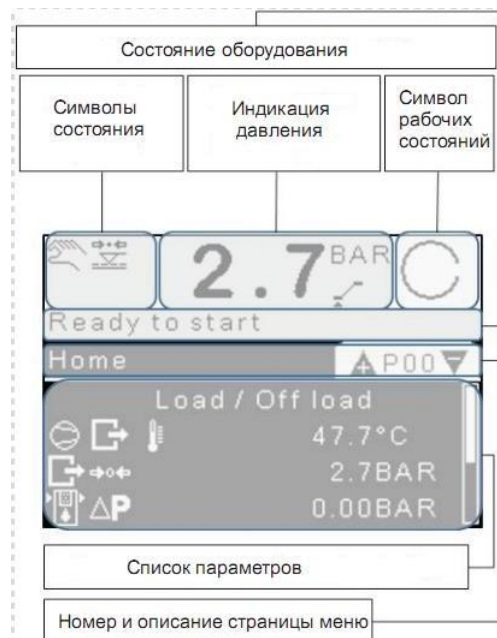 Состояние оборудования
Символы
состояния
Индикация
давления
Символ
рабочих
состояний
2.7 BAR
Ready to start
Home
P00
Load / Off load
47.7°C
2.7BAR
ΔP 0.00BAR
Список параметров
Номер и описание страницы меню